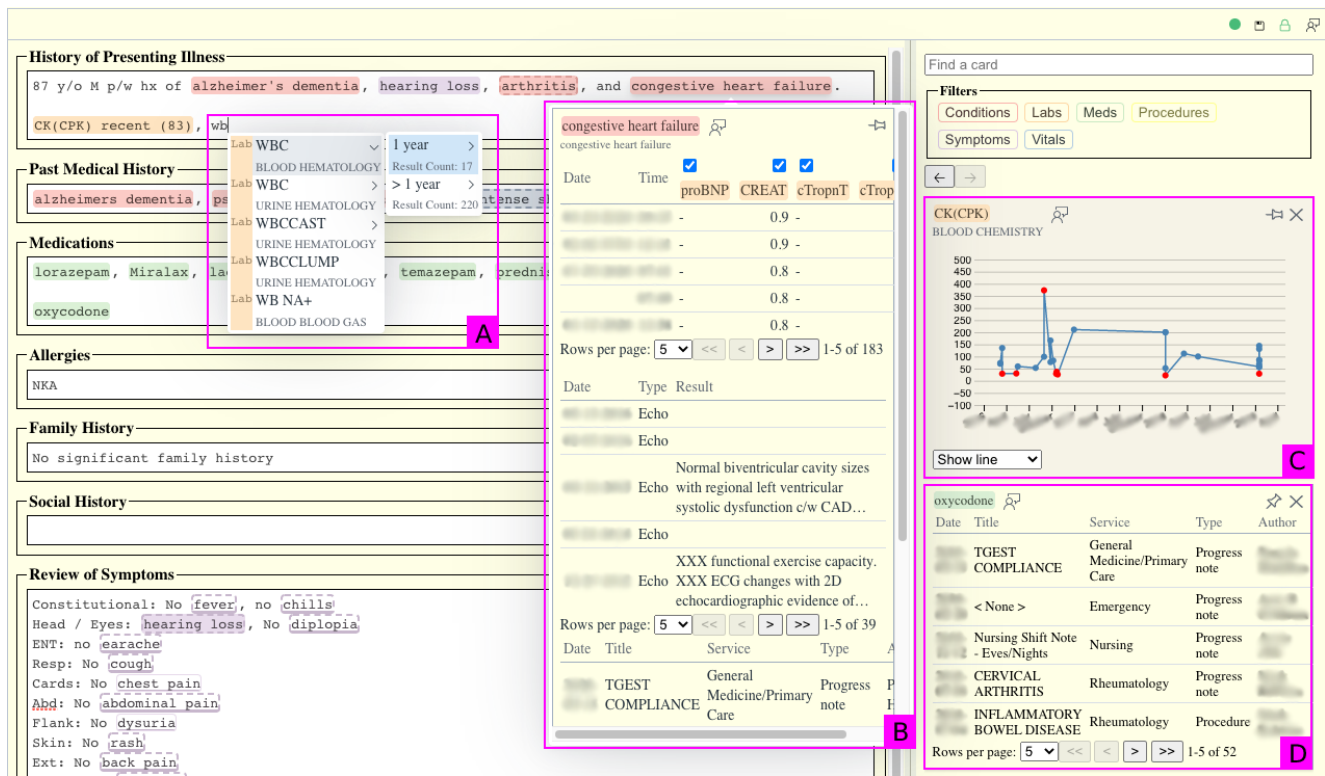 History of Presenting Illness
87 y/o M p/w hx of alzheimer's dementia, hearing loss, arthritis, and congestive heart failure.
CK(CPK) recent (83), wb
Lab WBC
BLOOD HEMATOLOGY
Lab WBC
URINE HEMATOLOGY
Lab WBCCAST
URINE HEMATOLOGY
Lab WBCCLUMP
URINE HEMATOLOGY
Lab WB NA+
BLOOD BLOOD GAS
1 year >
Result Count: 17
> 1 year >
Result Count: 220
A
Past Medical History
alzheimers dementia,
Medications
lorazepam, Miralax, temazepam,
oxycodone
Allergies
NKA
Family History
No significant family history
Social History
Review of Symptoms
Constitutional: No fever, no chills
Head / Eyes: hearing loss, No diplopia
ENT: no earache
Resp: No cough
Cards: No chest pain
Abd: No abdominal pain
Flank: No dysuria
Skin: No rash
Ext: No back pain
congestive heart failure
congestive heart failure
Date Time proBNP CREAT cTropnT cTrop
- 0.9 -
- 0.9 -
- 0.8 -
- 0.8 -
- 0.8 -
Rows per page: 5 << < > >> 1-5 of 183
Date Type Result
Echo
Echo
Echo Normal biventricular cavity sizes
with regional left ventricular
systolic dysfunction c/w CAD…
Echo
Echo XXX functional exercise capacity.
XXX ECG changes with 2D
echocardiographic evidence of…
Rows per page: 5 << < > >> 1-5 of 39
Date Title Service Type A
TGEST COMPLIANCE General Medicine/Primary Care Progress note
B
Find a card
Filters
Conditions Labs Meds Procedures
Symptoms Vitals
← →
CK(CPK)
BLOOD CHEMISTRY
500
450
400
350
300
250
200
150
100
50
0
−50
−100
Show line
C
oxycodone
Date Title Service Type Author
TGEST COMPLIANCE General Medicine/Primary Care Progress note
< None > Emergency Progress note
Nursing Shift Note - Eves/Nights Nursing Progress note
CERVICAL ARTHRITIS Rheumatology Progress note
INFLAMMATORY BOWEL DISEASE Rheumatology Procedure
Rows per page: 5 << < > >> 1-5 of 52
D